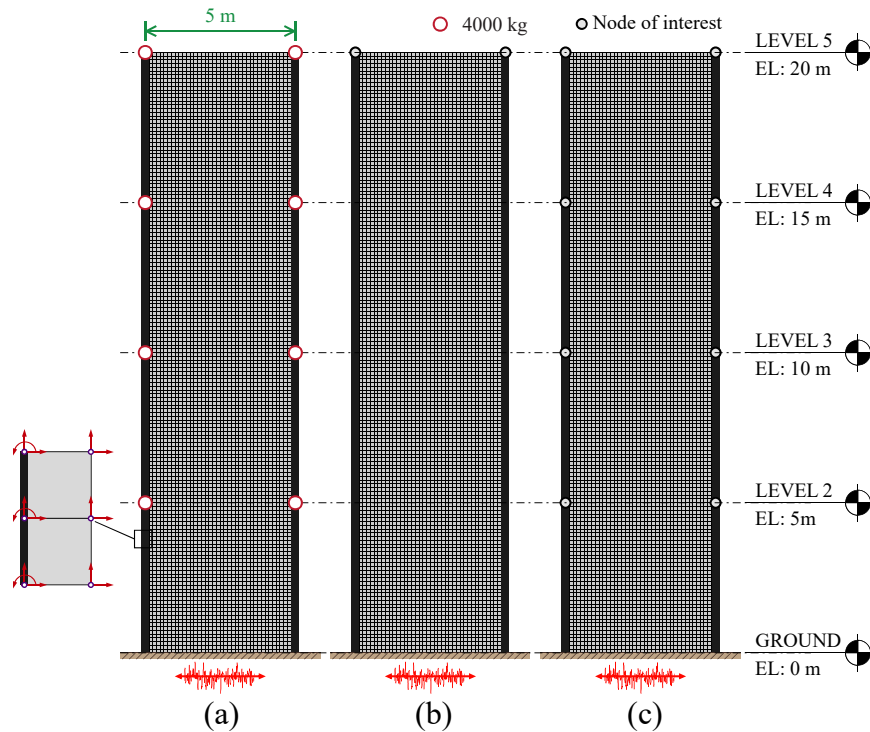 5 m
4000 kg
Node of interest
LEVEL 5
EL: 20 m
LEVEL 4
EL: 15 m
LEVEL 3
EL: 10 m
LEVEL 2
EL: 5m
GROUND
EL: 0 m
(a)
(b)
(c)